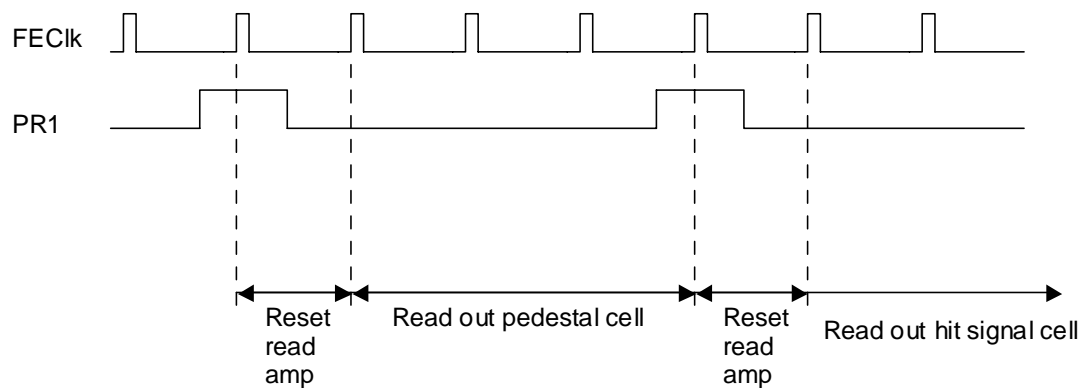 FEClk
PR1
Reset
read
amp
Read out pedestal cell
Reset
read
amp
Read out hit signal cell